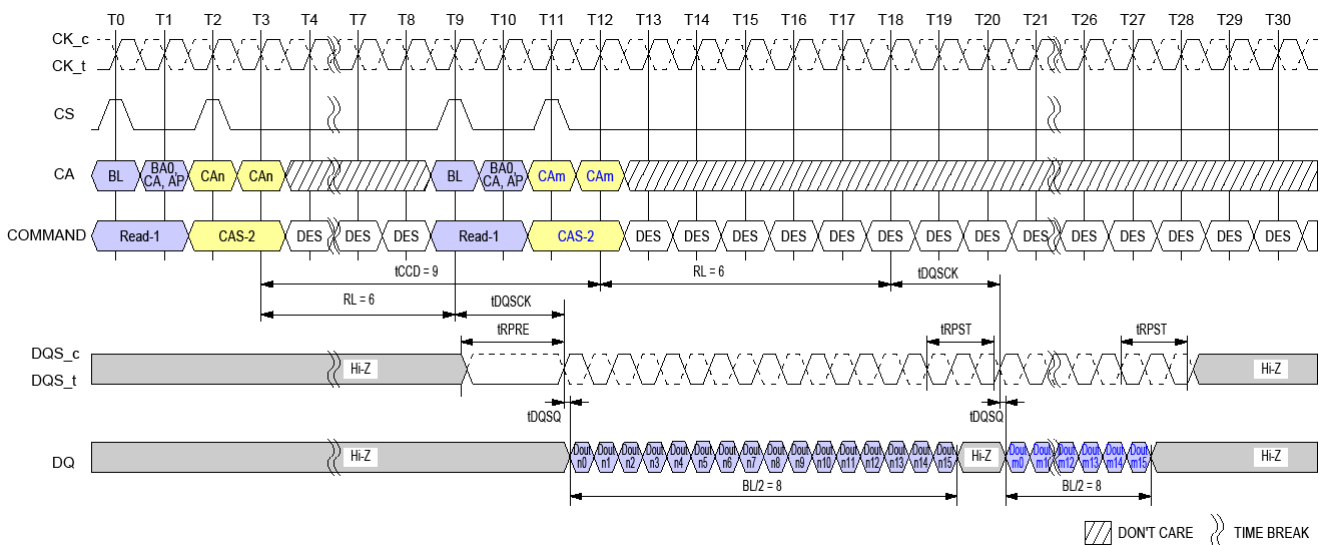 T0 T1 T2 T3 T4 T7 T8 T9 T10 T11 T12 T13 T14 T15 T16 T17 T18 T19 T20 T21 T26 T27 T28 T29 T30
CK_c
CK_t
CS
CA BL BA0, CA, AP CAn CAn BL BA0, CA, AP CAm CAm
COMMAND Read-1 CAS-2 DES DES DES Read-1 CAS-2 DES DES DES DES DES DES DES DES DES DES DES DES DES DES
tCCD = 9 RL = 6 tDQSCK
RL = 6 tDQSCK
tRPRE tRPST tRPST
DQS_c
DQS_t
Hi-Z Hi-Z
tDQSQ tDQSQ
DQ Hi-Z Dout n0 Dout n1 Dout n2 Dout n3 Dout n4 Dout n5 Dout n6 Dout n7 Dout n8 Dout n9 Dout n10 Dout n11 Dout n12 Dout n13 Dout n14 Dout n15 Hi-Z Dout m0 Dout m12 Dout m13 Dout m14 Dout m15 Hi-Z
BL/2 = 8 BL/2 = 8
DON'T CARE TIME BREAK